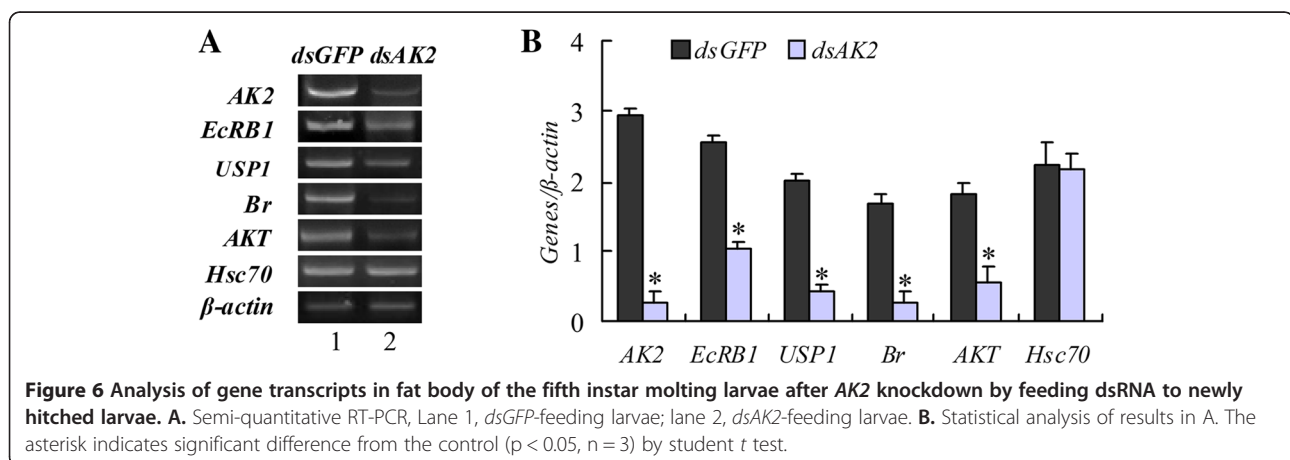 A
dsGFP dsAK2
AK2
EcRB1
USP1
Br
AKT
Hsc70
β-actin
1 2
B
dsGFP dsAK2
Genes/β-actin
4
3
2
1
0
*
*
*
*
*
AK2 EcRB1 USP1 Br AKT Hsc70
Figure 6 Analysis of gene transcripts in fat body of the fifth instar molting larvae after AK2 knockdown by feeding dsRNA to newly
hitched larvae. A. Semi-quantitative RT-PCR, Lane 1, dsGFP-feeding larvae; lane 2, dsAK2-feeding larvae. B. Statistical analysis of results in A. The
asterisk indicates significant difference from the control (p < 0.05, n = 3) by student t test.